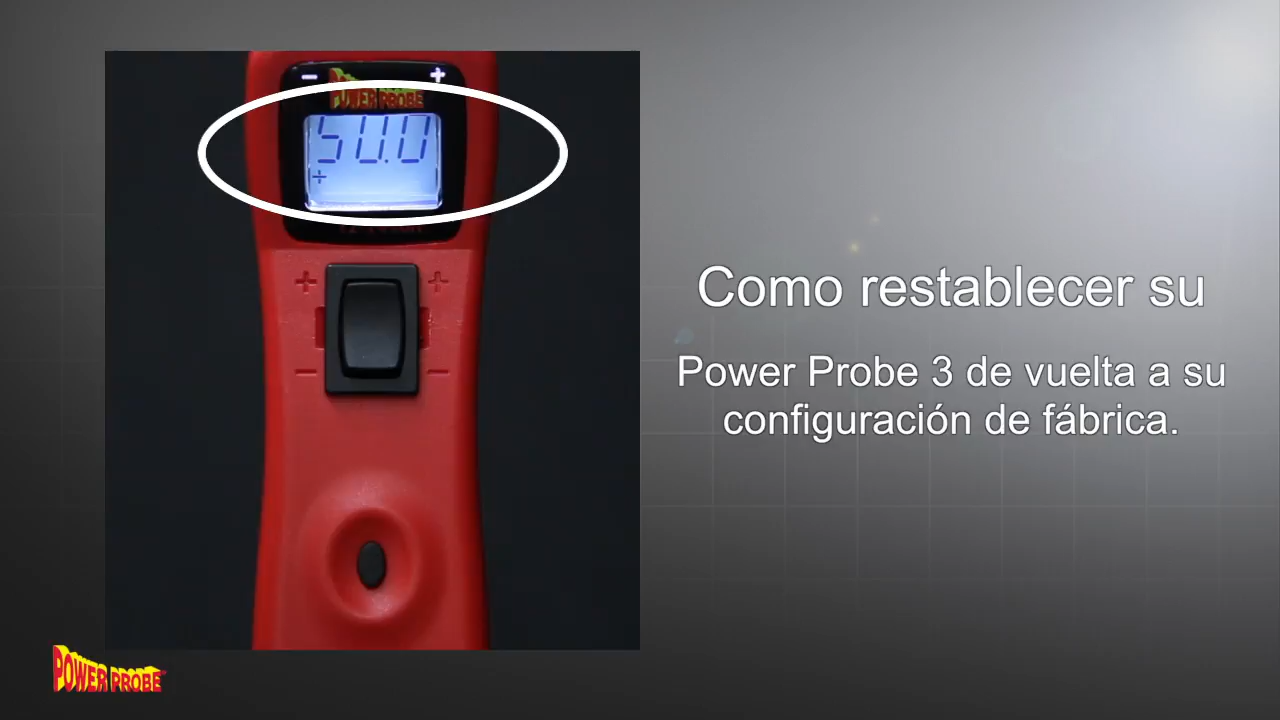 - +
POWER PROBE
50.0
+
+ +
- -
Como restablecer su
Power Probe 3 de vuelta a su
configuración de fábrica.
POWER PROBE